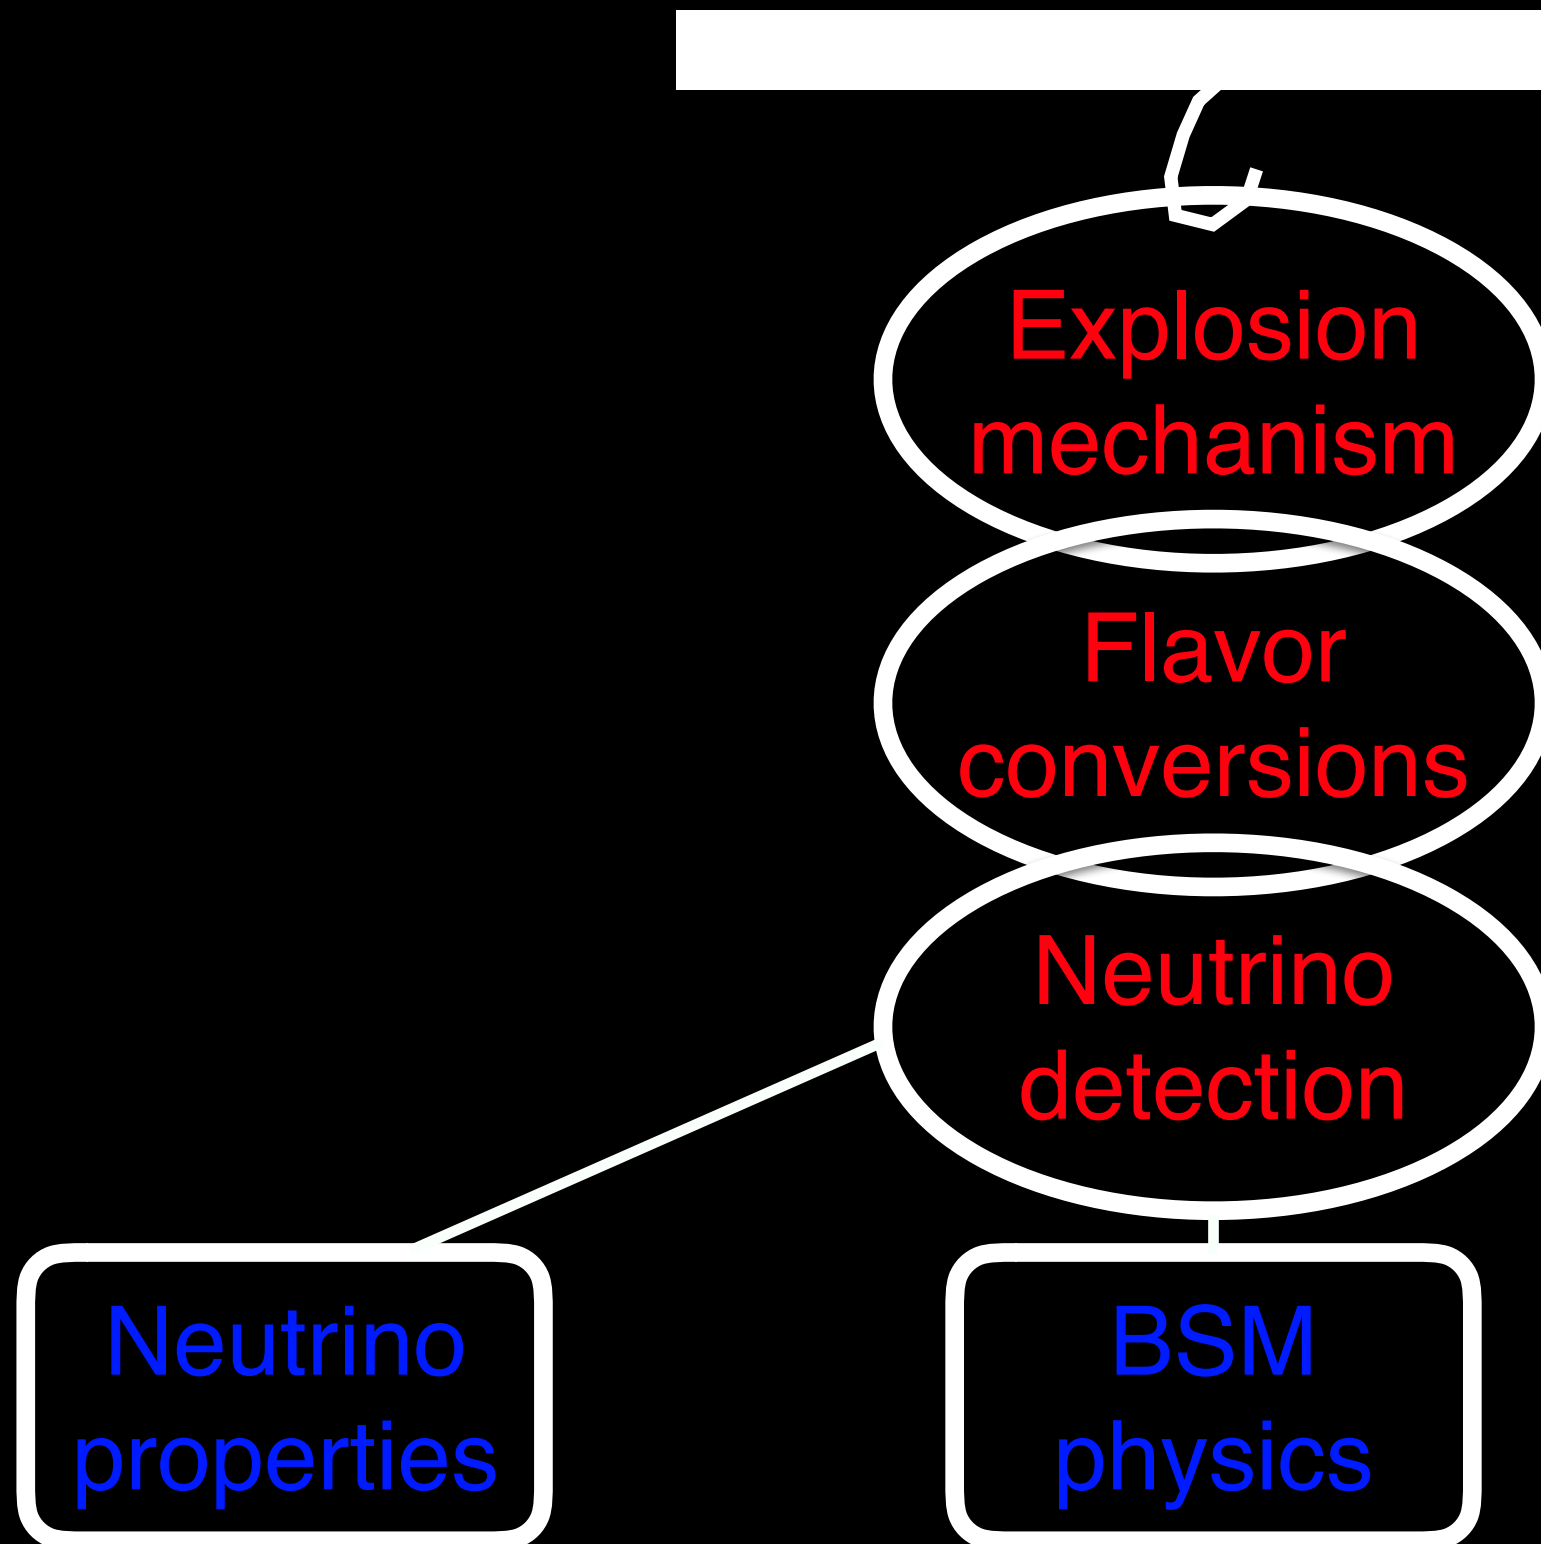 Explosion
mechanism
Flavor
conversions
Neutrino
detection
Neutrino
properties
BSM
physics